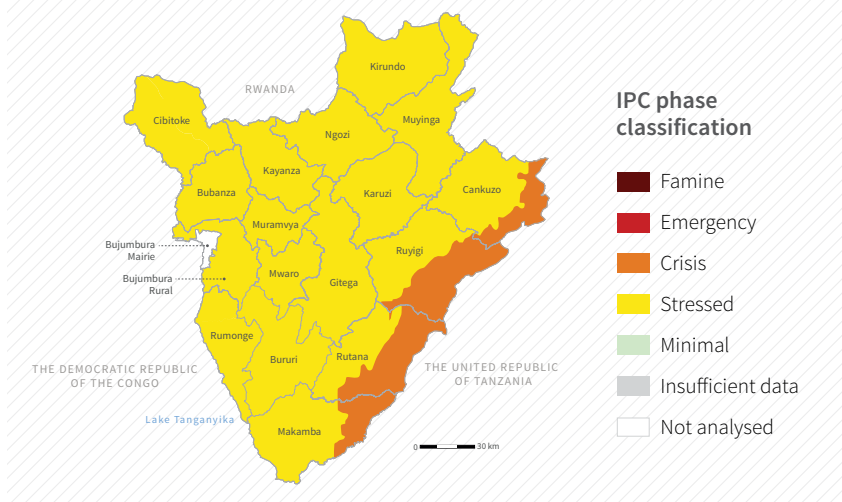 Kirundo
RWANDA
Cibitoke
Muyinga
Ngozi
Kayanza
Bubanza
Karuzi
Cankuzo
Muramvya
Bujumbura
Mairie
Ruyigi
Mwaro
Bujumbura
Rural
Gitega
Rumonge
Rutana
Bururi
THE DEMOCRATIC REPUBLIC
OF THE CONGO
THE UNITED REPUBLIC
OF TANZANIA
Lake Tanganyika
Makamba
0 30 km
IPC phase
classification
Famine
Emergency
Crisis
Stressed
Minimal
Insufficient data
Not analysed